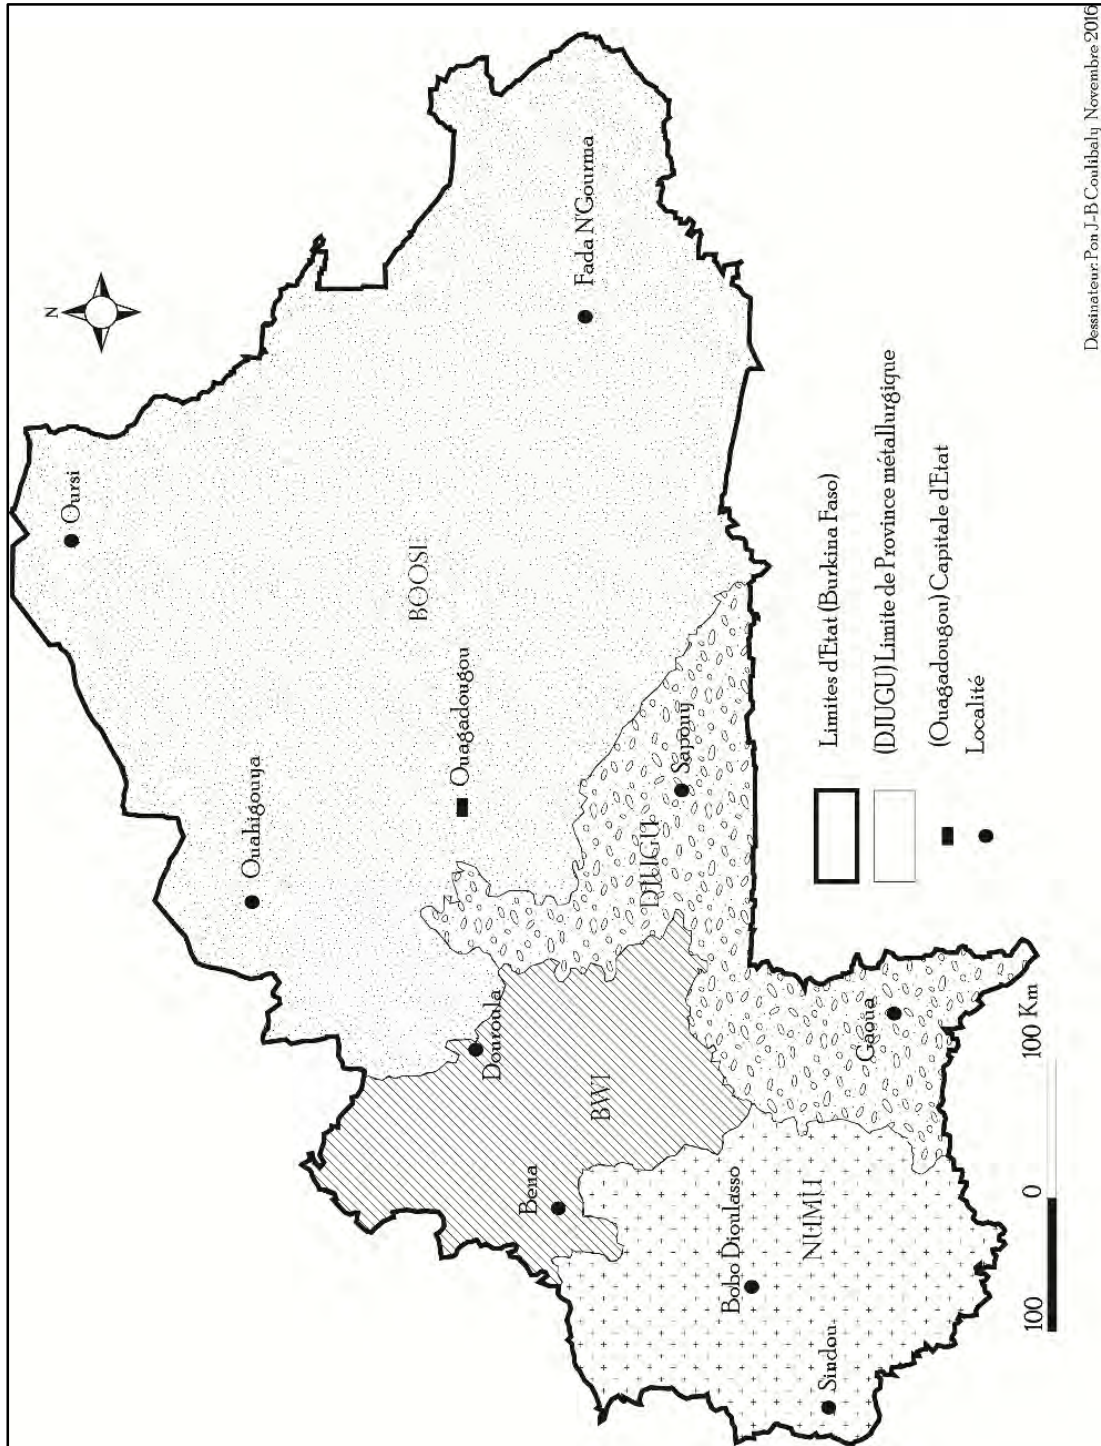 N
Oursi
Ouahigouya
BOOSE
Ouagadougou
Fada N'Gourma
Douroula
BWI
Bena
DJUGU
Sapouy
Bobo Dioulasso
NUMU
Gaoua
Sindou
100 0 100 Km
Limites d'Etat (Burkina Faso)
(DJUGU) Limite de Province métallurgique
(Ouagadougou) Capitale d'Etat
Localité
Dessinateur: Pon J-B Coulibaly Novembre 2016